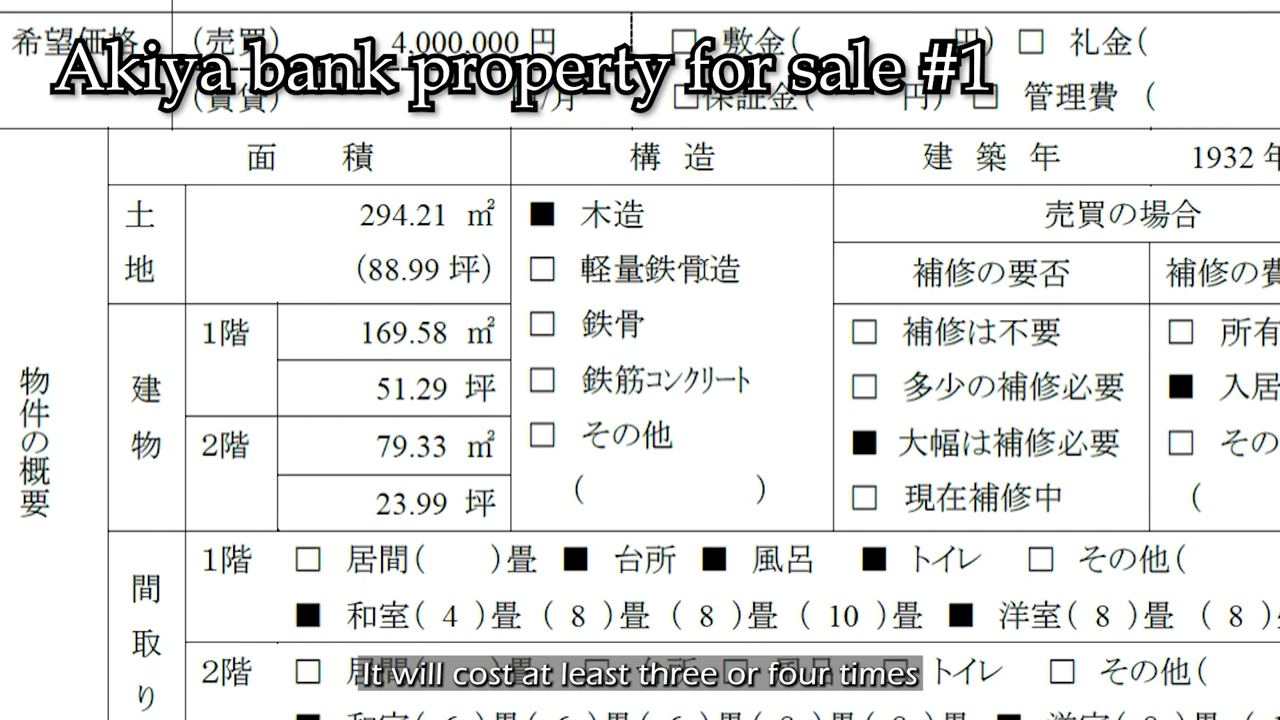 希望価格 (売買) 4,000,000 円 □ 敷金( 円) □ 礼金(
Akiya bank property for sale #1
(賃貸) 円/月 □保証金( 円) □ 管理費 (
面 積 構 造 建 築 年 1932 年
土地 294.21 ㎡ ■ 木造 売買の場合
(88.99 坪) □ 軽量鉄骨造 補修の要否 補修の費
物件の概要
建物 1階 169.58 ㎡ □ 鉄骨 □ 補修は不要 □ 所有
51.29 坪 □ 鉄筋コンクリート □ 多少の補修必要 ■ 入居
2階 79.33 ㎡ □ その他 ■ 大幅は補修必要 □ その
23.99 坪 ( ) □ 現在補修中 (
間取り 1階 □ 居間( )畳 ■ 台所 ■ 風呂 ■ トイレ □ その他(
■ 和室( 4 )畳 ( 8 )畳 ( 8 )畳 ( 10 )畳 ■ 洋室( 8 )畳 ( 8 )
2階 □ 居間( )畳 □ 台所 □ 風呂 □ トイレ □ その他(
It will cost at least three or four times